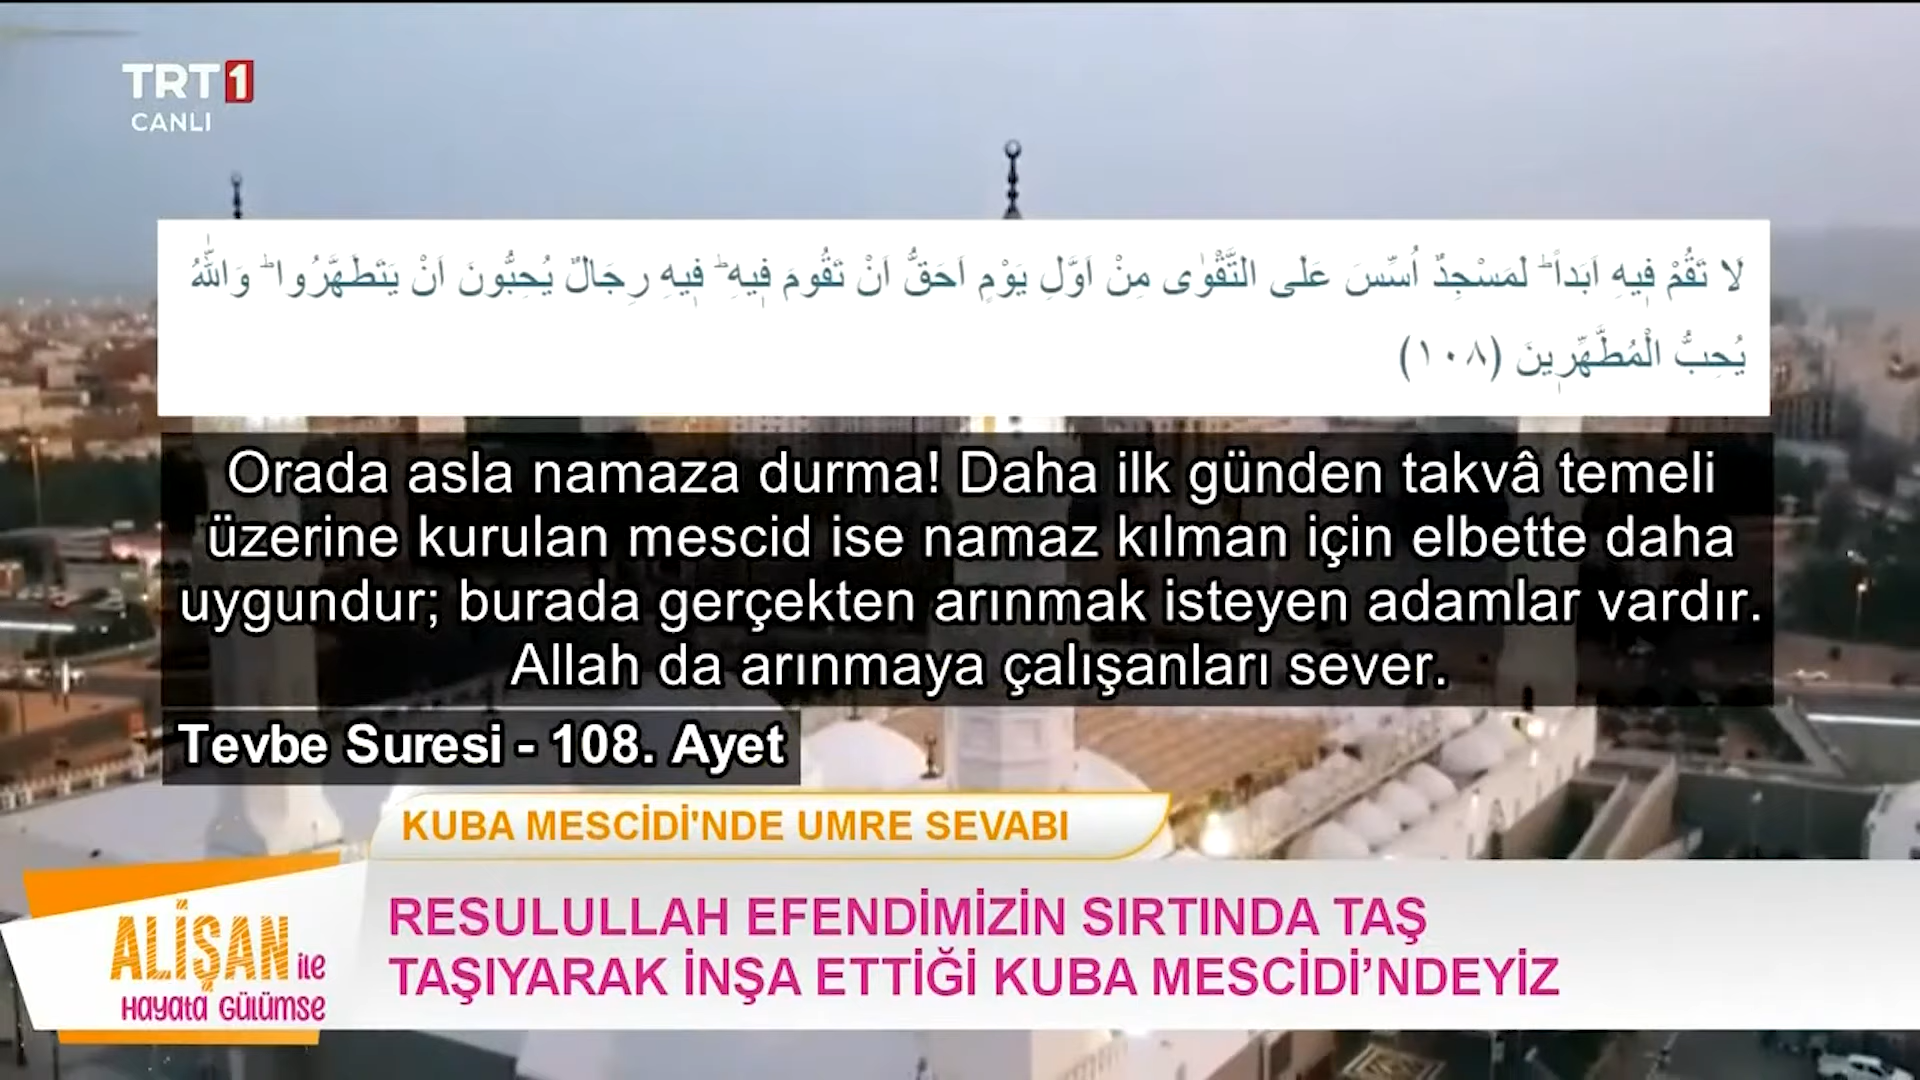 TRT 1
CANLI
لَا تَقُمْ فٖيهِ اَبَداًؕ لَمَسْجِدٌ اُسِّسَ عَلَى التَّقْوٰى مِنْ اَوَّلِ يَوْمٍ اَحَقُّ اَنْ تَقُومَ فٖيهِؕ فٖيهِ رِجَالٌ يُحِبُّونَ اَنْ يَتَطَهَّرُواؕ وَاللّٰهُ
يُحِبُّ الْمُطَّهِّرٖينَ (١٠٨)
Orada asla namaza durma! Daha ilk günden takvâ temeli
üzerine kurulan mescid ise namaz kılman için elbette daha
uygundur; burada gerçekten arınmak isteyen adamlar vardır.
Allah da arınmaya çalışanları sever.
Tevbe Suresi - 108. Ayet
KUBA MESCİDİ'NDE UMRE SEVABI
RESULULLAH EFENDİMİZİN SIRTINDA TAŞ
TAŞIYARAK İNŞA ETTİĞİ KUBA MESCİDİ’NDEYİZ
ALİŞAN ile
Hayata Gülümse